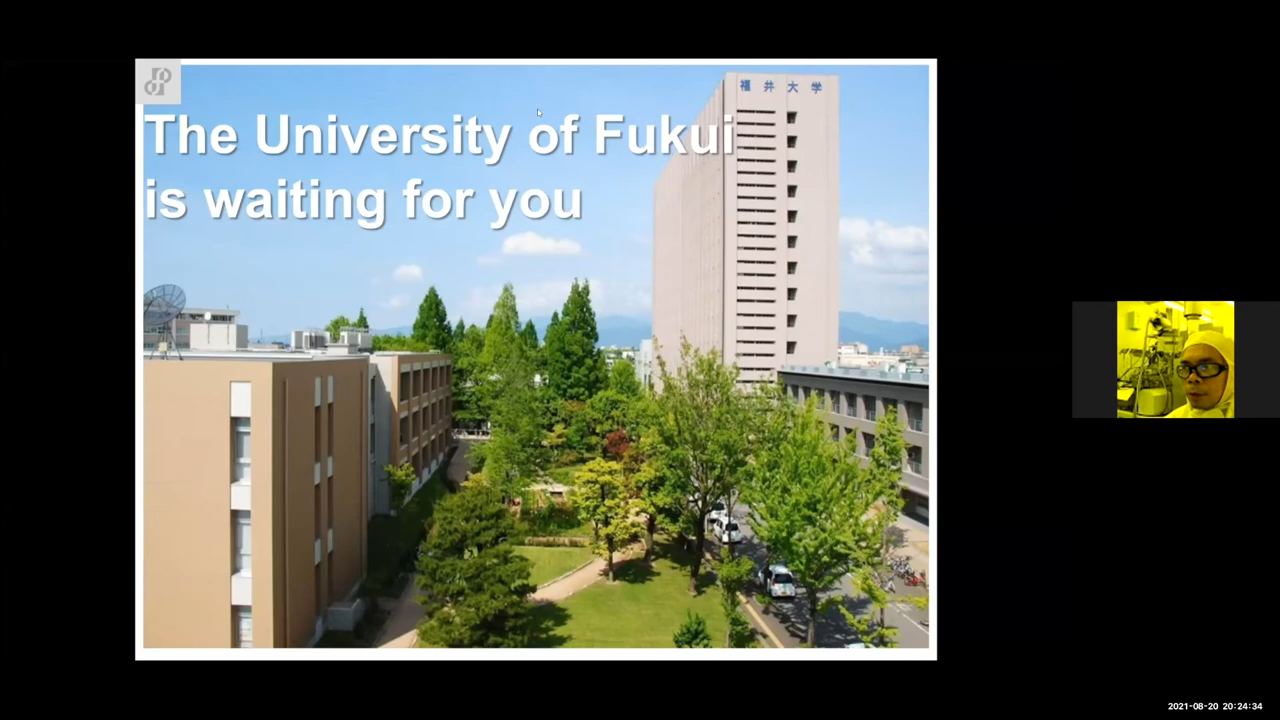 The University of Fukui
is waiting for you
福井大学
2021-08-20 20:24:34